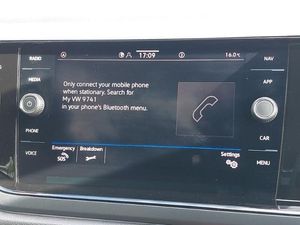 RADIO
17:09
16.0°C
NAV
MEDIA
APP
Only connect your mobile phone
when stationary. Search for
My VW 9741
in your phone's Bluetooth menu.
PHONE
CAR
VOICE
Emergency
SOS
Breakdown
Settings
MENU